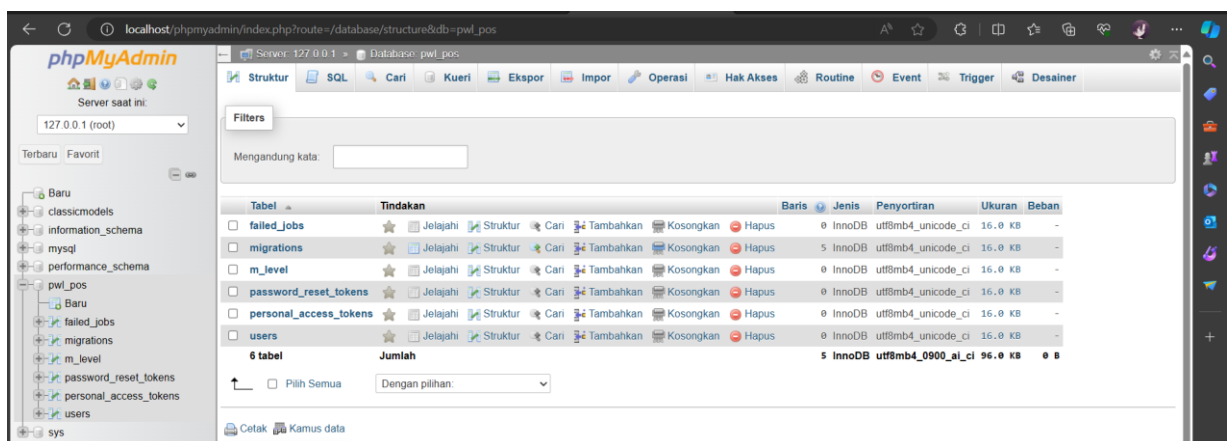 localhost/phpmyadmin/index.php?route=/database/structure&db=pwl_pos
phpMyAdmin
Server saat ini:
127.0.0.1 (root)
Terbaru Favorit
Baru
classicmodels
information_schema
mysql
performance_schema
pwl_pos
Baru
failed_jobs
migrations
m_level
password_reset_tokens
personal_access_tokens
users
sys
Server: 127.0.0.1 » Database: pwl_pos
Struktur SQL Cari Kueri Ekspor Impor Operasi Hak Akses Routine Event Trigger Desainer
Filters
Mengandung kata:
Tabel Tindakan Baris Jenis Penyortiran Ukuran Beban
failed_jobs Jelajahi Struktur Cari Tambahkan Kosongkan Hapus 0 InnoDB utf8mb4_unicode_ci 16.0 KB -
migrations Jelajahi Struktur Cari Tambahkan Kosongkan Hapus 5 InnoDB utf8mb4_unicode_ci 16.0 KB -
m_level Jelajahi Struktur Cari Tambahkan Kosongkan Hapus 0 InnoDB utf8mb4_unicode_ci 16.0 KB -
password_reset_tokens Jelajahi Struktur Cari Tambahkan Kosongkan Hapus 0 InnoDB utf8mb4_unicode_ci 16.0 KB -
personal_access_tokens Jelajahi Struktur Cari Tambahkan Kosongkan Hapus 0 InnoDB utf8mb4_unicode_ci 16.0 KB -
users Jelajahi Struktur Cari Tambahkan Kosongkan Hapus 0 InnoDB utf8mb4_unicode_ci 16.0 KB -
6 tabel Jumlah 5 InnoDB utf8mb4_0900_ai_ci 96.0 KB 0 B
Pilih Semua Dengan pilihan:
Cetak Kamus data